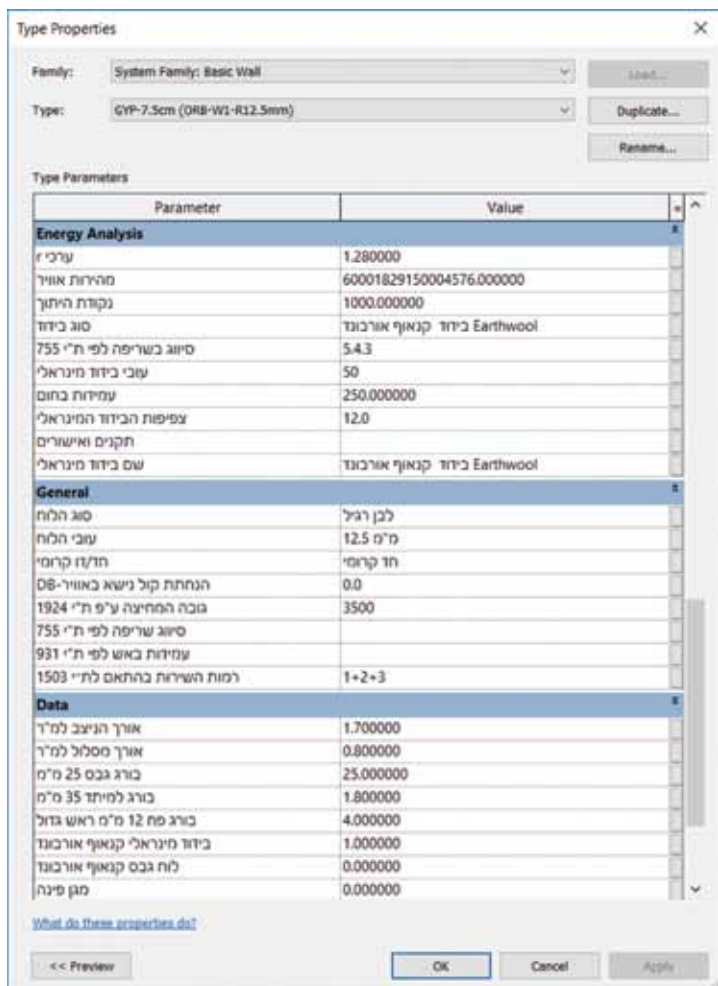 Type Properties
Family: System Family: Basic Wall Load...
Type: GYP-7.5cm (ORB-W1-R12.5mm) Duplicate...
Rename...
Type Parameters
Parameter Value
Energy Analysis
ערכי r 1.280000
מהירות אוויר 60001829150004576.000000
נקודת היתוך 1000.000000
סוג בידוד בידוד קנאוף אורבונד Earthwool
סיווג בשריפה לפי ת"י 755 5.4.3
עובי בידוד מינראלי 50
עמידות בחום 250.000000
צפיפות הבידוד המינראלי 12.0
תקנים ואישורים
שם בידוד מינראלי בידוד קנאוף אורבונד Earthwool
General
סוג הלוח לבן רגיל
עובי הלוח 12.5 מ"מ
חד/דו קרומי חד קרומי
הנחתת קול נישא באוויר-DB 0.0
גובה המחיצה ע"פ ת"י 1924 3500
סיווג שריפה לפי ת"י 755
עמידות באש לפי ת"י 931
רמות השירות בהתאם לת"י 1503 1+2+3
Data
אורך הניצב למ"ר 1.700000
אורך מסלול למ"ר 0.800000
בורג גבס 25 מ"מ 25.000000
בורג למיתד 35 מ"מ 1.800000
בורג פח 12 מ"מ ראש גדול 4.000000
בידוד מינראלי קנאוף אורבונד 1.000000
לוח גבס קנאוף אורבונד 0.000000
מגן פינה 0.000000
What do these properties do?
<< Preview OK Cancel Apply